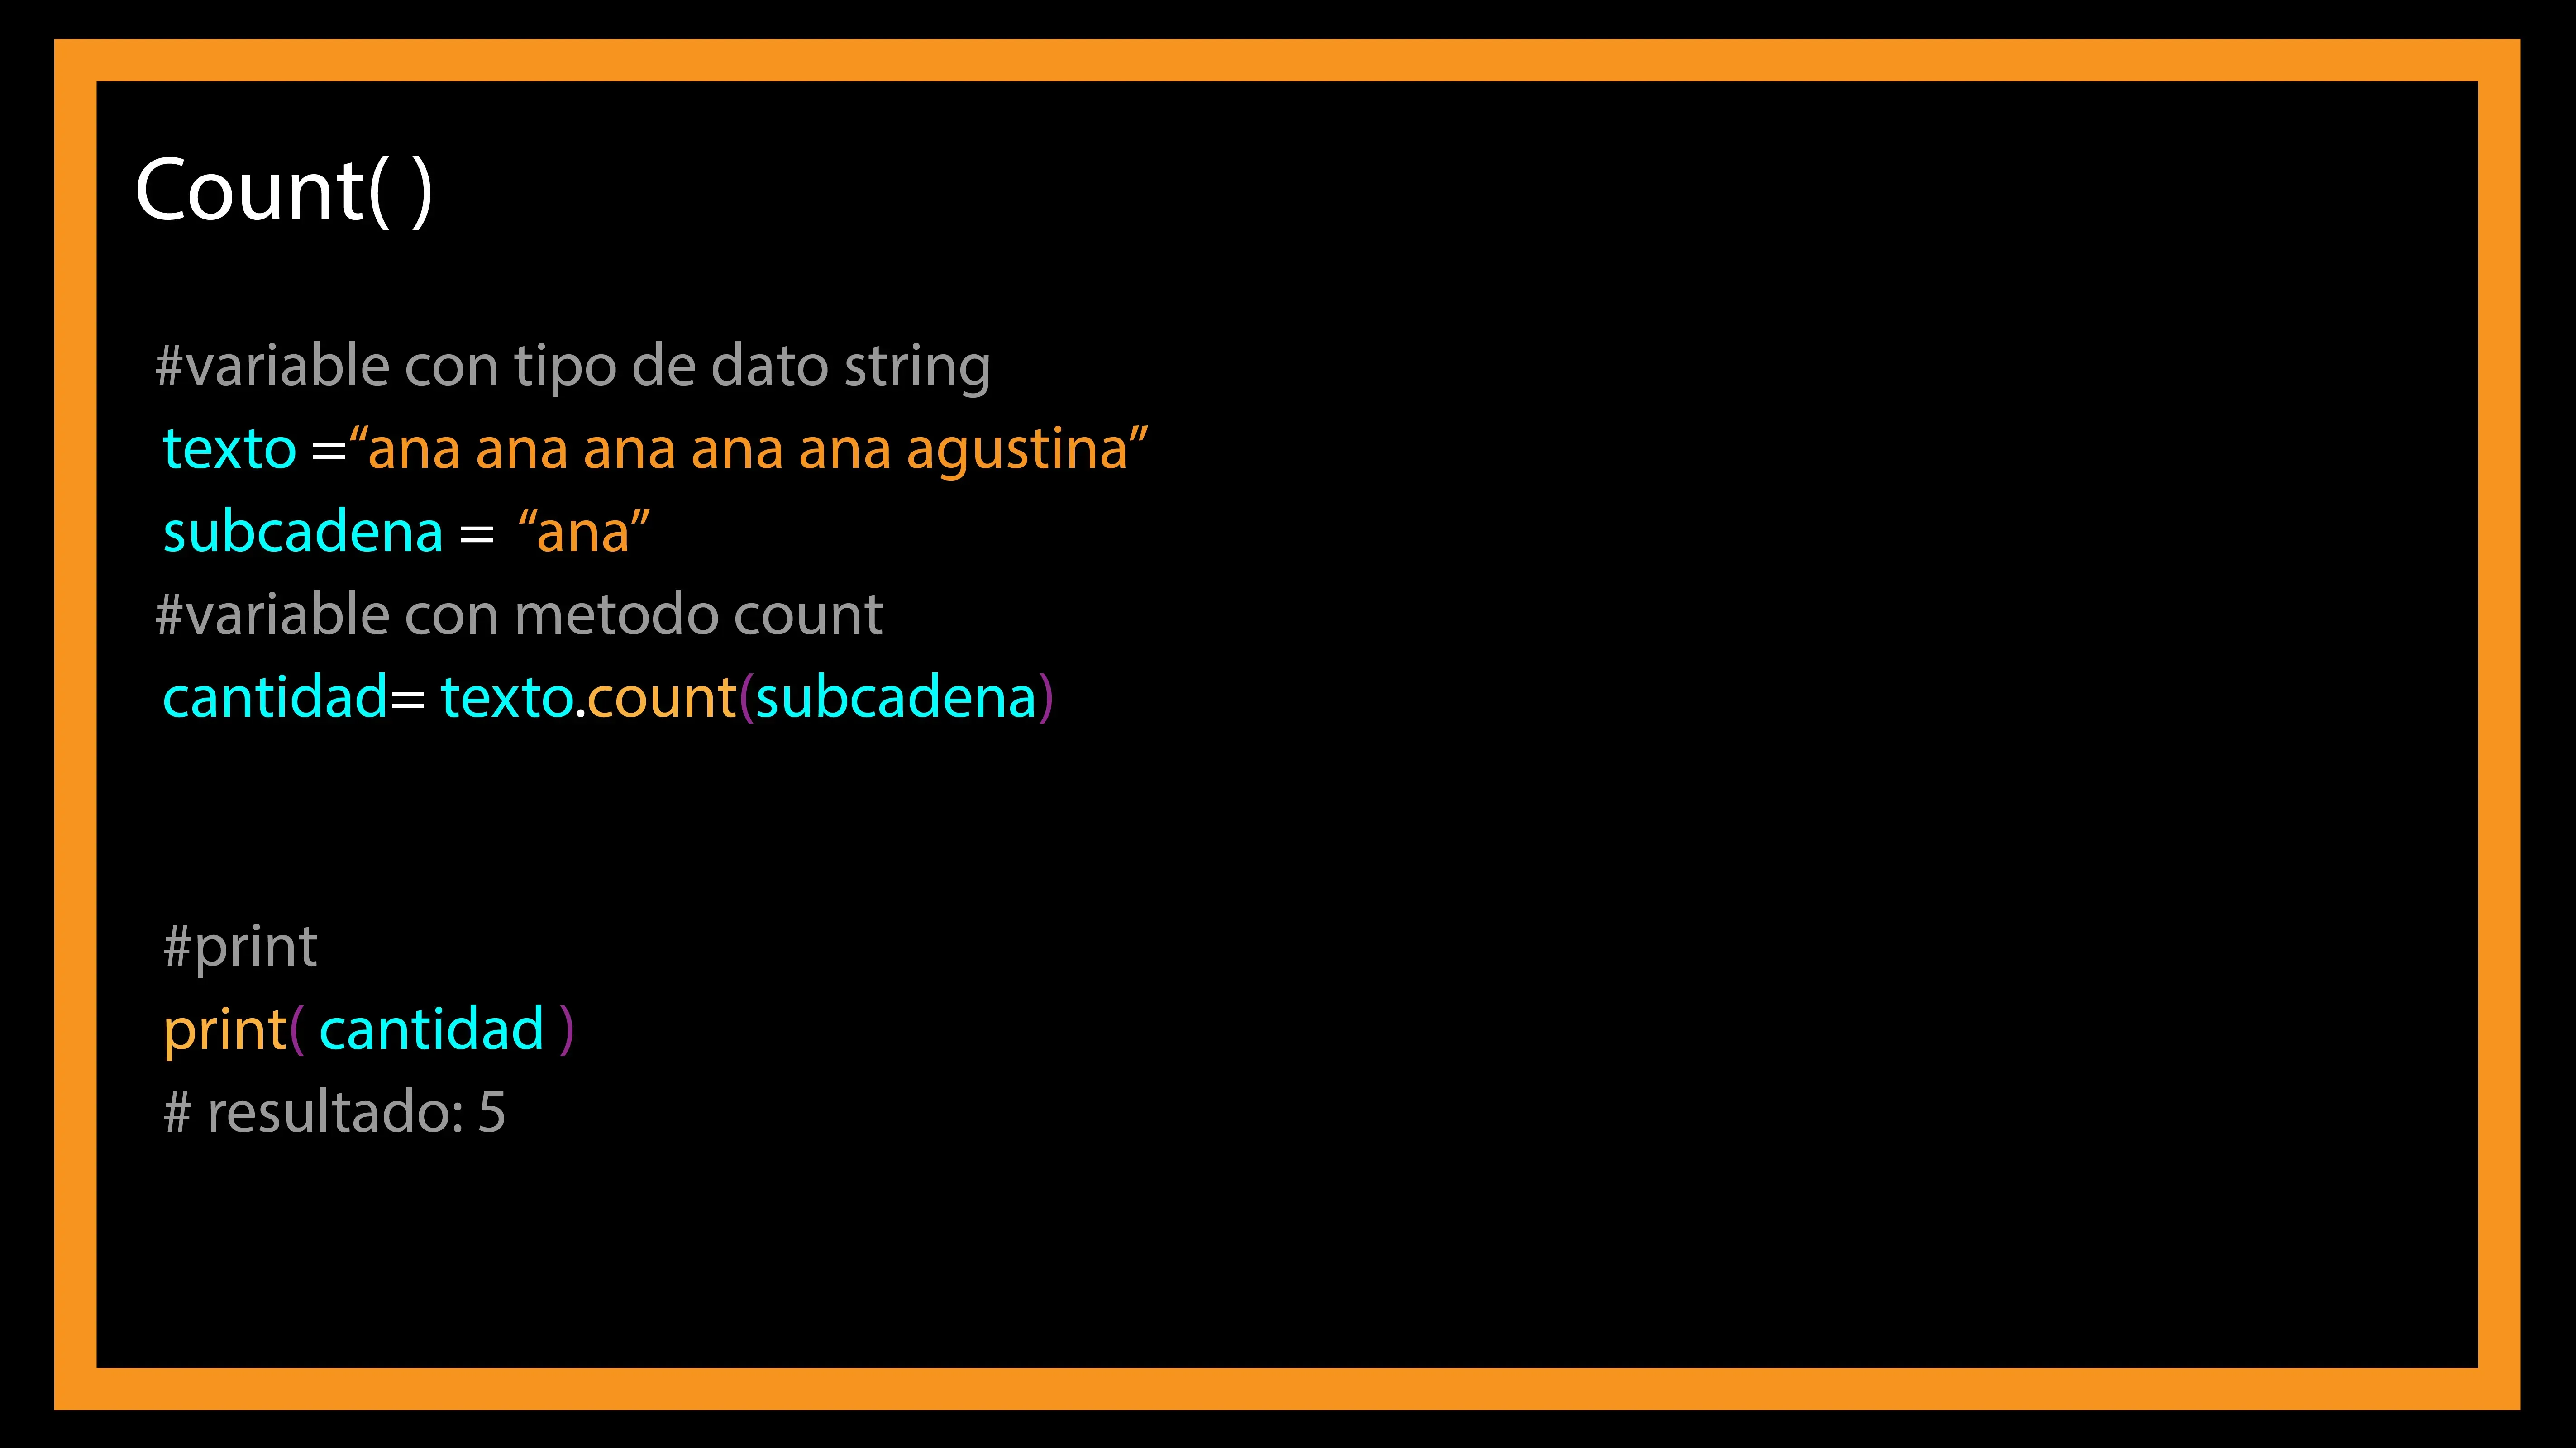 Count( )
#variable con tipo de dato string
texto =“ana ana ana ana ana agustina”
subcadena = “ana”
#variable con metodo count
cantidad= texto.count(subcadena)
#print
print( cantidad )
# resultado: 5